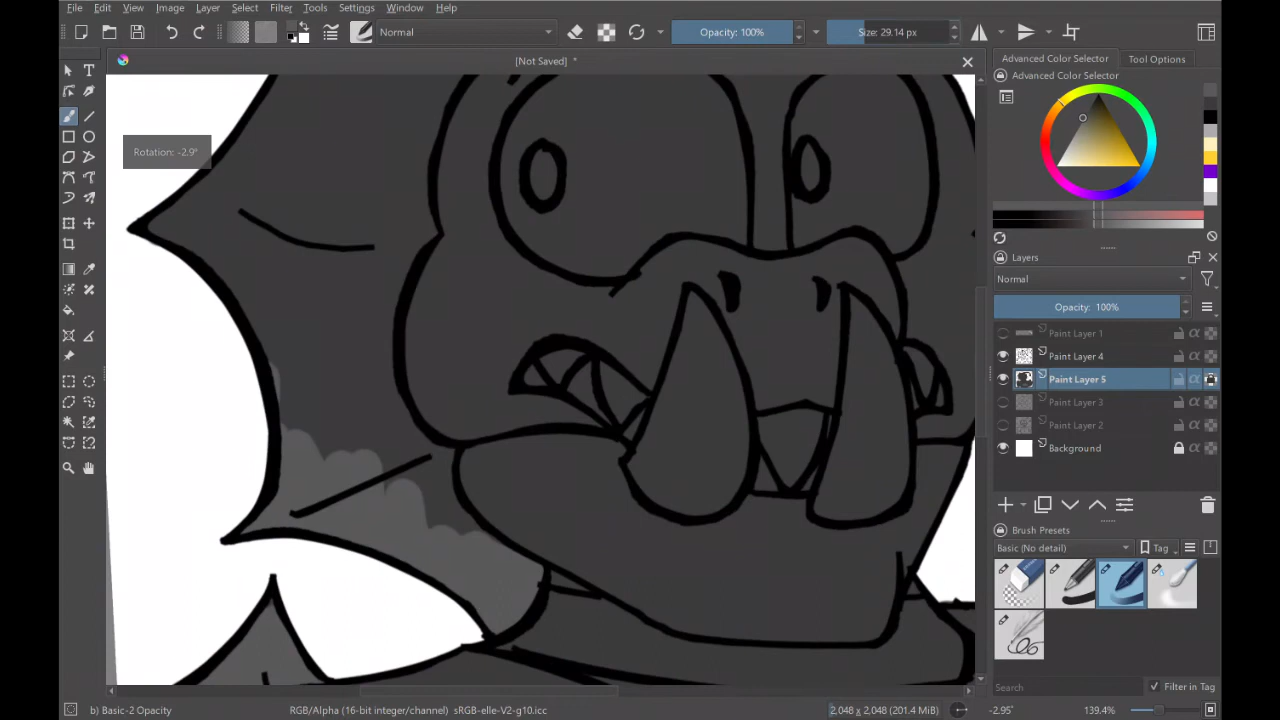 File Edit View Image Layer Select Filter Tools Settings Window Help
Normal
Opacity: 100%
Size: 29.14 px
[Not Saved] *
Advanced Color Selector
Tool Options
Advanced Color Selector
Rotation: -2.9°
Layers
Normal
Opacity: 100%
Paint Layer 1
Paint Layer 4
Paint Layer 5
Paint Layer 3
Paint Layer 2
Background
Brush Presets
Basic (No detail)
Tag
Search
Filter in Tag
b) Basic-2 Opacity
RGB/Alpha (16-bit integer/channel) sRGB-elle-V2-g10.icc
2,048 x 2,048 (201.4 MiB)
-2.95°
139.4%